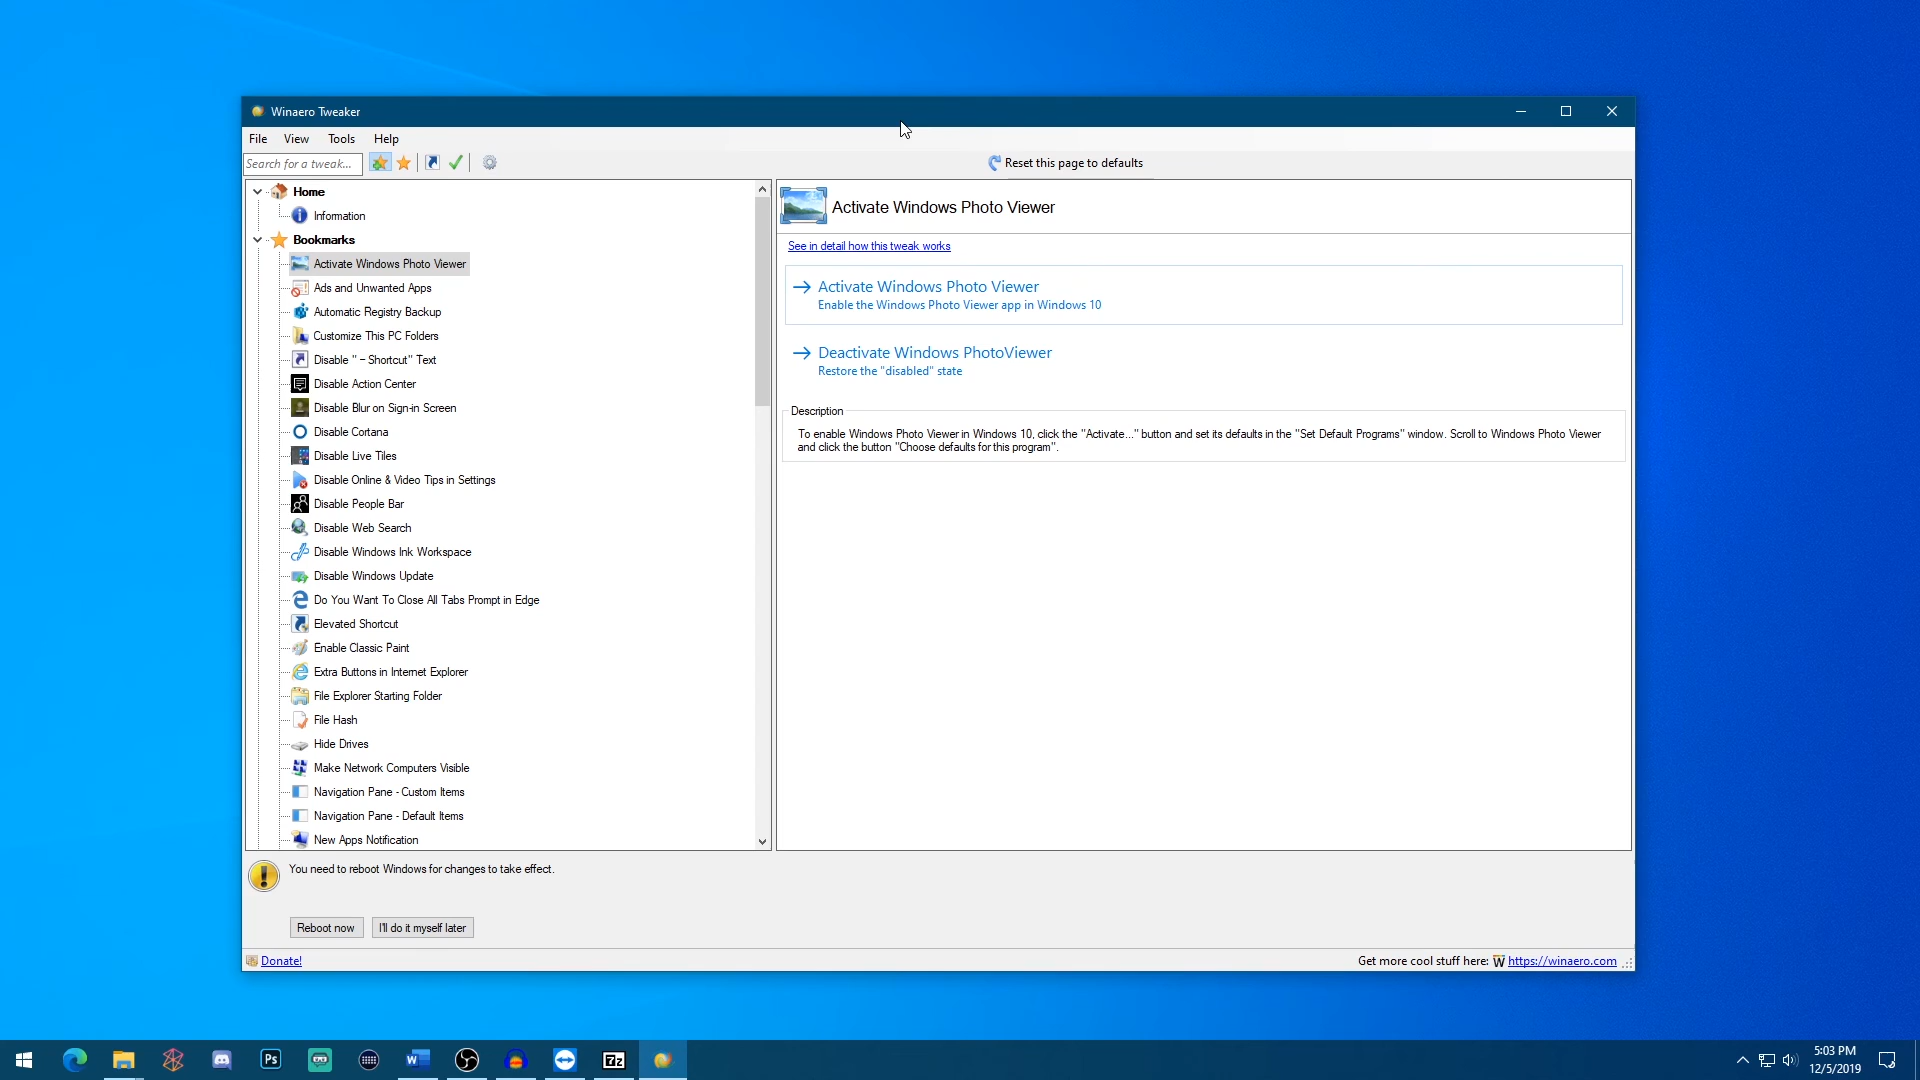 Winaero Tweaker
File View Tools Help
Search for a tweak...
Reset this page to defaults
Home
Information
Bookmarks
Activate Windows Photo Viewer
Ads and Unwanted Apps
Automatic Registry Backup
Customize This PC Folders
Disable " – Shortcut" Text
Disable Action Center
Disable Blur on Sign-in Screen
Disable Cortana
Disable Live Tiles
Disable Online & Video Tips in Settings
Disable People Bar
Disable Web Search
Disable Windows Ink Workspace
Disable Windows Update
Do You Want To Close All Tabs Prompt in Edge
Elevated Shortcut
Enable Classic Paint
Extra Buttons in Internet Explorer
File Explorer Starting Folder
File Hash
Hide Drives
Make Network Computers Visible
Navigation Pane - Custom Items
Navigation Pane - Default Items
New Apps Notification
Activate Windows Photo Viewer
See in detail how this tweak works
Activate Windows Photo Viewer
Enable the Windows Photo Viewer app in Windows 10
Deactivate Windows PhotoViewer
Restore the "disabled" state
Description
To enable Windows Photo Viewer in Windows 10, click the "Activate..." button and set its defaults in the "Set Default Programs" window. Scroll to Windows Photo Viewer
and click the button "Choose defaults for this program".
You need to reboot Windows for changes to take effect.
Reboot now I'll do it myself later
Donate!
Get more cool stuff here: W https://winaero.com
Ps
W
7z
5:03 PM
12/5/2019